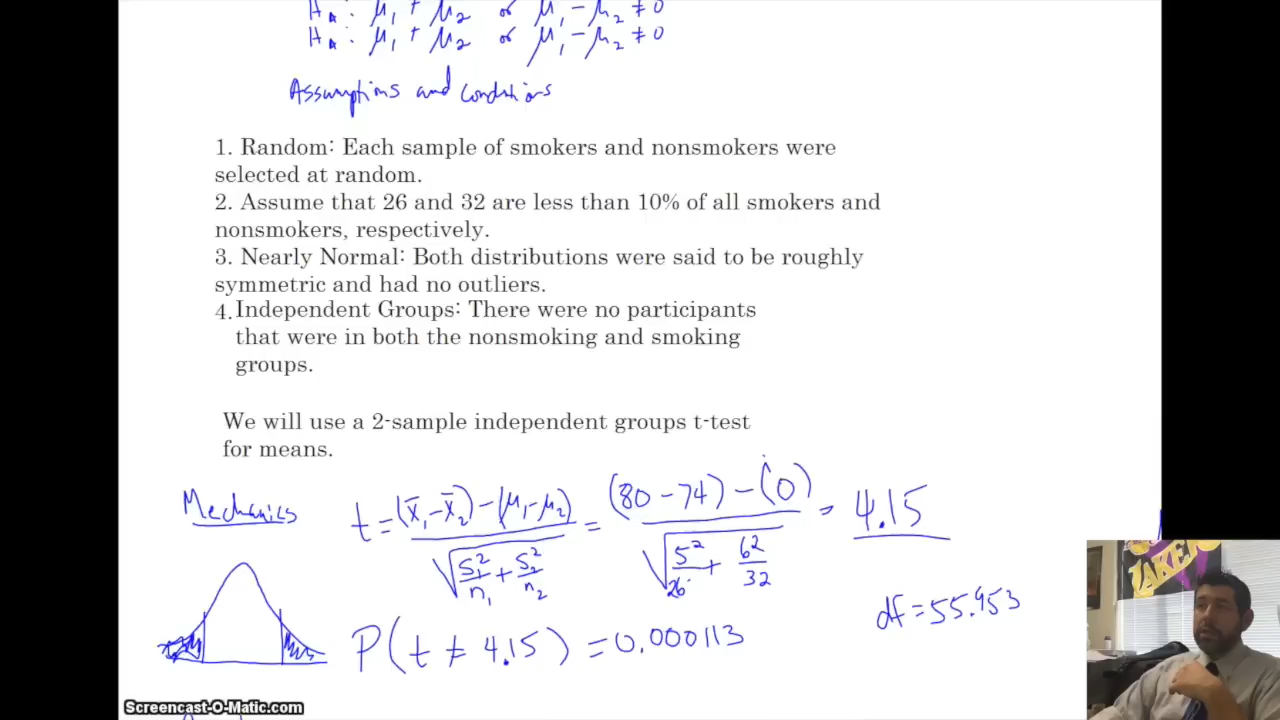 H_A: μ₁ ≠ μ₂ or μ₁ - μ₂ ≠ 0
H_A: μ₁ ≠ μ₂ or μ₁ - μ₂ ≠ 0
Assumptions and conditions
1. Random: Each sample of smokers and nonsmokers were
selected at random.
2. Assume that 26 and 32 are less than 10% of all smokers and
nonsmokers, respectively.
3. Nearly Normal: Both distributions were said to be roughly
symmetric and had no outliers.
4. Independent Groups: There were no participants
that were in both the nonsmoking and smoking
groups.
We will use a 2-sample independent groups t-test
for means.
Mechanics
t = ((x̄₁ - x̄₂) - (μ₁ - μ₂)) / √(S₁²/n₁ + S₂²/n₂) = ((80 - 74) - (0)) / √(5²/26 + 6²/32) = 4.15
df = 55.953
P(t ≠ 4.15) = 0.000113
LAKERS
Screencast-O-Matic.com